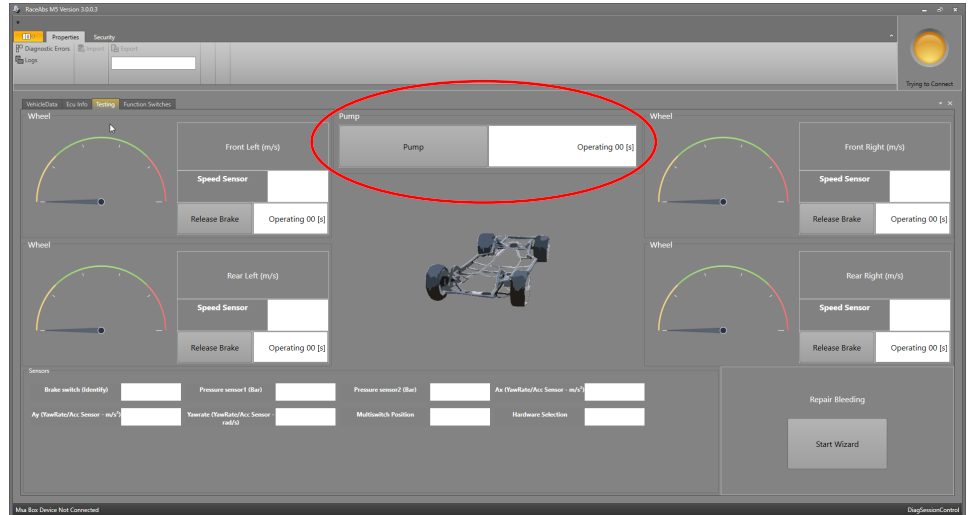 RaceAbs M5 Version 3.0.0.3
Properties Security
Diagnostic Errors Import Export
Logs
Trying to Connect
VehicleData Ecu Info Testing Function Switches
Wheel
Front Left (m/s)
Speed Sensor
Release Brake Operating 00 [s]
Pump
Pump Operating 00 [s]
Wheel
Front Right (m/s)
Speed Sensor
Release Brake Operating 00 [s]
Wheel
Rear Left (m/s)
Speed Sensor
Release Brake Operating 00 [s]
Wheel
Rear Right (m/s)
Speed Sensor
Release Brake Operating 00 [s]
Sensors
Brake switch (Identify) Pressure sensor1 (Bar) Pressure sensor2 (Bar) Ax (YawRate/Acc Sensor - m/s²)
Ay (YawRate/Acc Sensor - m/s²) Yawrate (YawRate/Acc Sensor - Multiswitch Position Hardware Selection
rad/s)
Repair Bleeding
Start Wizard
Msa Box Device Not Connected DiagSessionControl